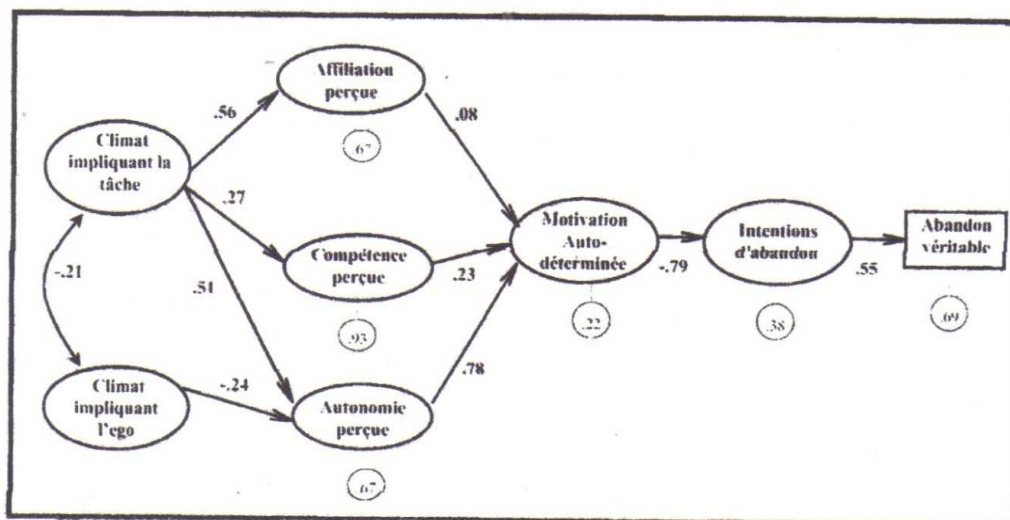 Affiliation
perçue
.56
.08
.67
Climat
impliquant la
tâche
.27
Motivation
Auto-
déterminée
Intentions
d'abandon
Abandon
véritable
Compétence
perçue
.23
-.79
.55
-.21
.51
.93
.22
.38
.69
.78
Climat
impliquant
l'ego
-.24
Autonomie
perçue
.67